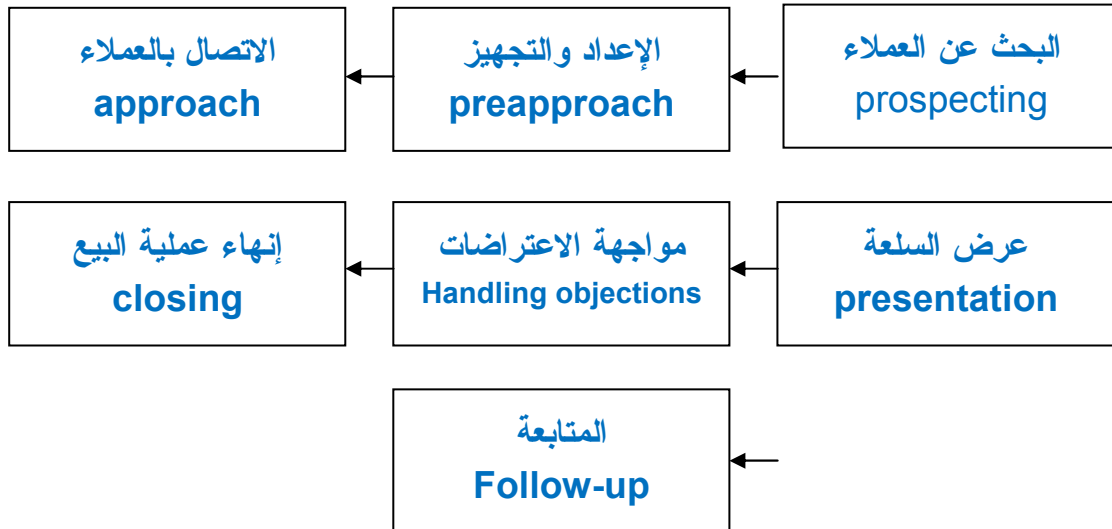 البحث عن العملاء
prospecting
الإعداد والتجهيز
preapproach
الاتصال بالعملاء
approach
عرض السلعة
presentation
مواجهة الاعتراضات
Handling objections
إنهاء عملية البيع
closing
المتابعة
Follow-up